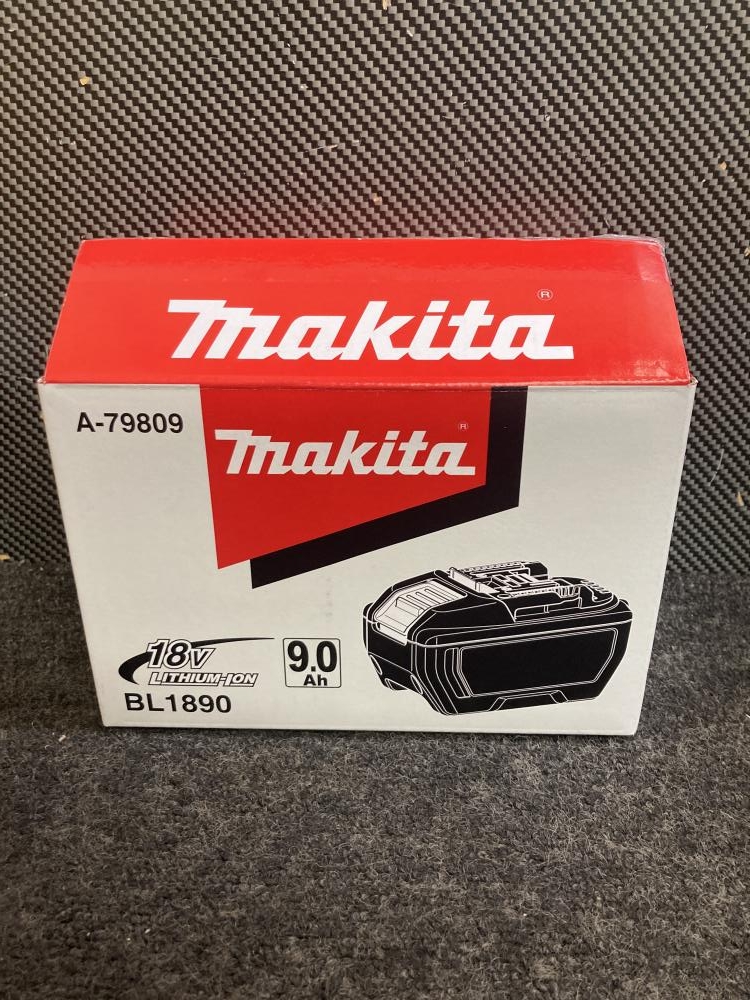 makita®
A-79809
makita®
18V
LITHIUM-ION
9.0
Ah
BL1890